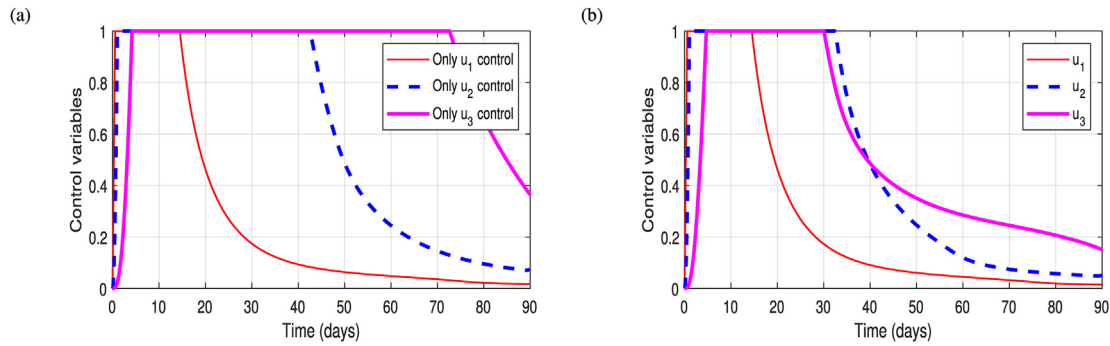 (a)
Control variables
1
0.8
0.6
0.4
0.2
0
0 10 20 30 40 50 60 70 80 90
Time (days)
Only u1 control
Only u2 control
Only u3 control
(b)
Control variables
1
0.8
0.6
0.4
0.2
0
0 10 20 30 40 50 60 70 80 90
Time (days)
u1
u2
u3